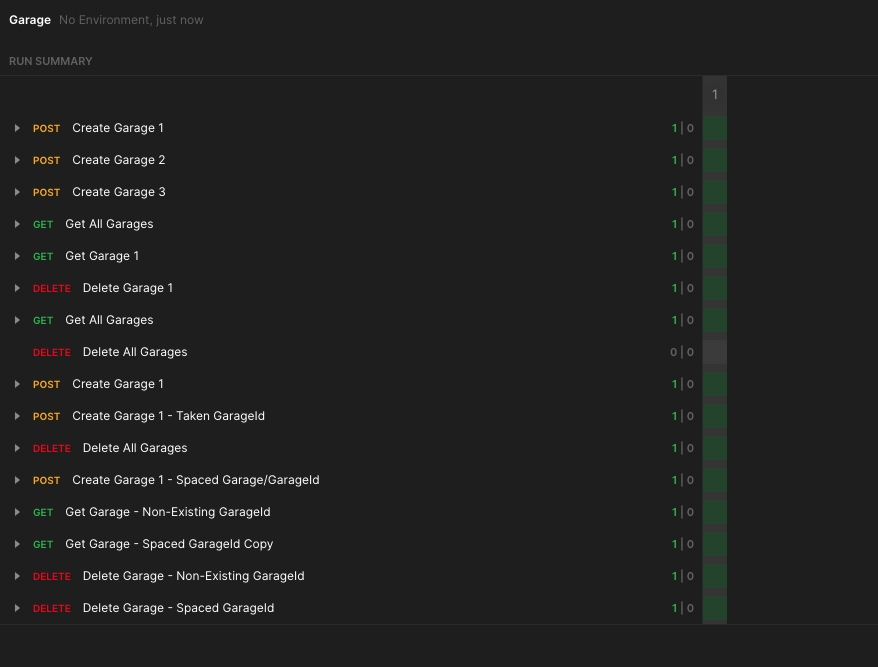 Garage No Environment, just now
RUN SUMMARY
1
POST Create Garage 1 1 | 0
POST Create Garage 2 1 | 0
POST Create Garage 3 1 | 0
GET Get All Garages 1 | 0
GET Get Garage 1 1 | 0
DELETE Delete Garage 1 1 | 0
GET Get All Garages 1 | 0
DELETE Delete All Garages 0 | 0
POST Create Garage 1 1 | 0
POST Create Garage 1 - Taken GarageId 1 | 0
DELETE Delete All Garages 1 | 0
POST Create Garage 1 - Spaced Garage/GarageId 1 | 0
GET Get Garage - Non-Existing GarageId 1 | 0
GET Get Garage - Spaced GarageId Copy 1 | 0
DELETE Delete Garage - Non-Existing GarageId 1 | 0
DELETE Delete Garage - Spaced GarageId 1 | 0